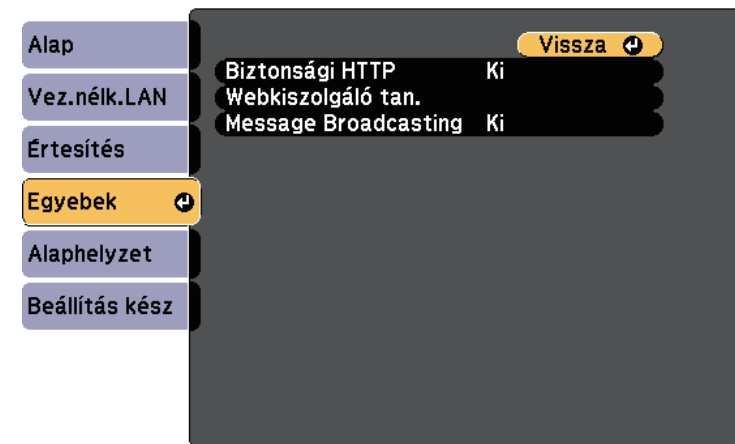 Alap
Vez.nélk.LAN
Értesítés
Egyebek
Alaphelyzet
Beállítás kész
Vissza
Biztonsági HTTP Ki
Webkiszolgáló tan.
Message Broadcasting Ki